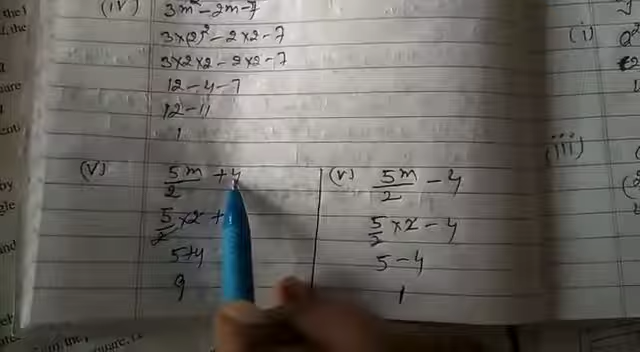 (iv) 3m² - 2m - 7
3×(2)² - 2×2 - 7
3×2×2 - 2×2 - 7
12 - 4 - 7
12 - 11
1
(V) 5m/2 + 4
5/2 × 2 +
5+4
9
(V) 5m/2 - 4
5/2 × 2 - 4
5 - 4
1
(i)
(iii)